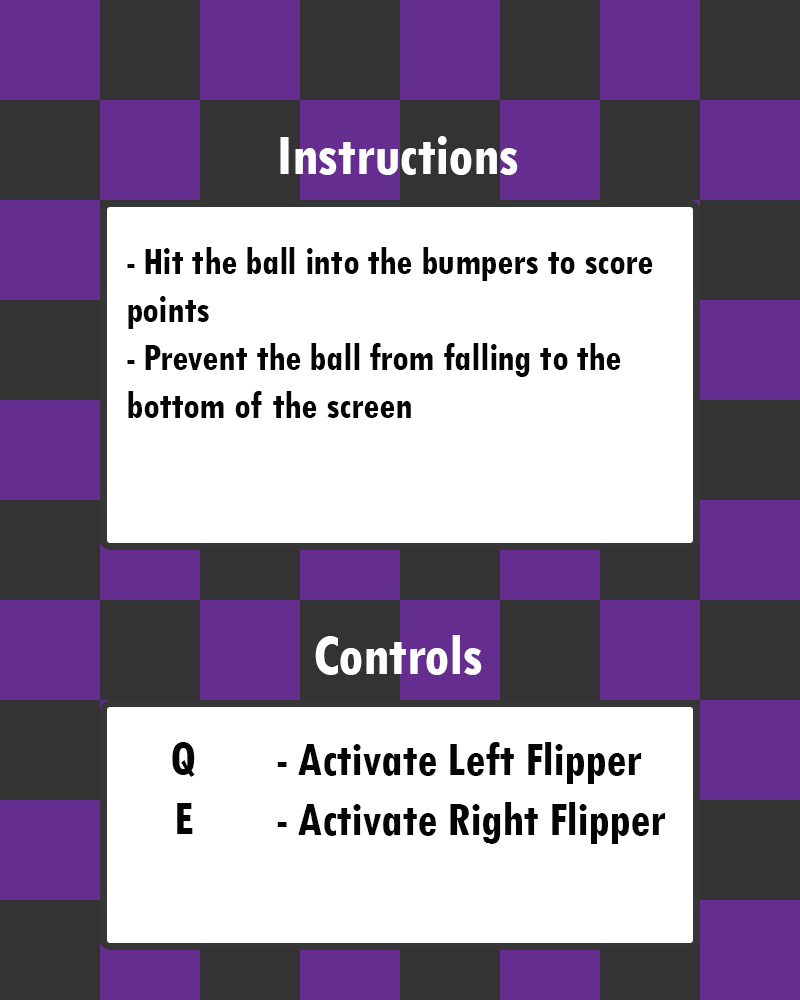 Instructions
- Hit the ball into the bumpers to score
points
- Prevent the ball from falling to the
bottom of the screen
Controls
Q - Activate Left Flipper
E - Activate Right Flipper